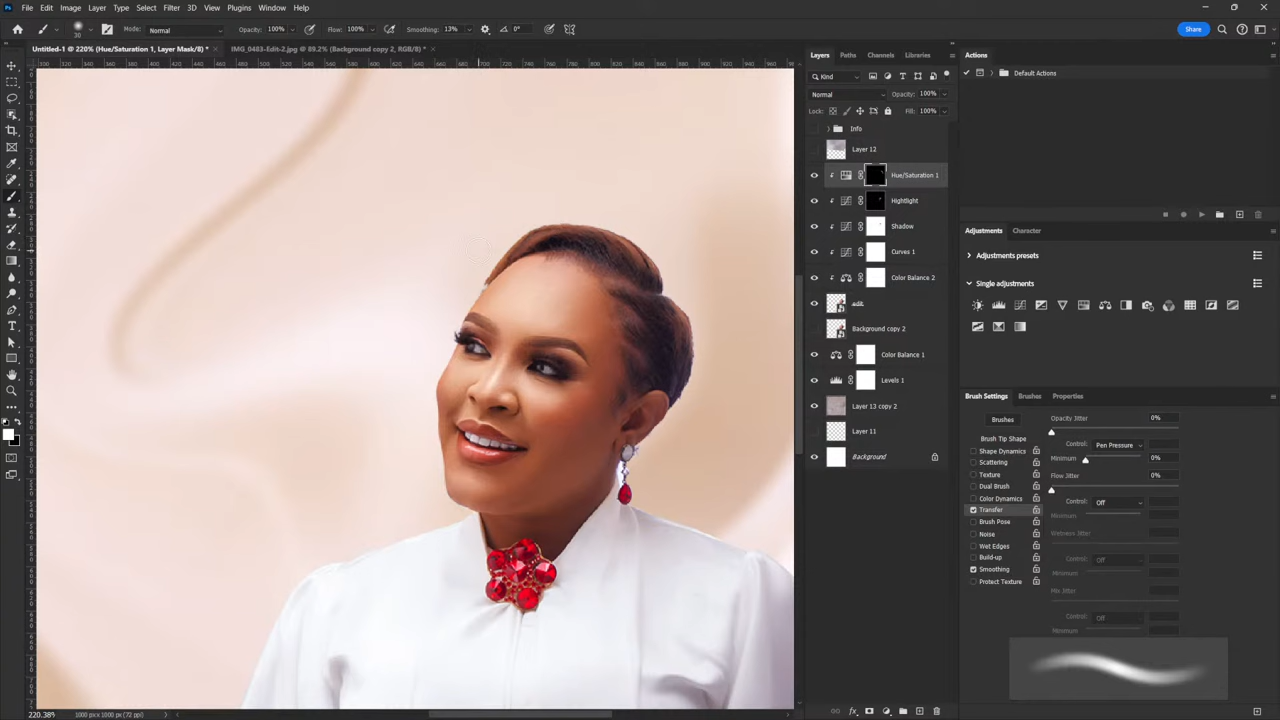 File Edit Image Layer Type Select Filter 3D View Plugins Window Help
30 Mode: Normal Opacity: 100% Flow: 100% Smoothing: 13% 0° Share
Untitled-1 @ 220% (Hue/Saturation 1, Layer Mask/8) * × IMG_0483-Edit-2.jpg @ 89.2% (Background copy 2, RGB/8) * ×
Layers Paths Channels Libraries
Kind
Normal Opacity: 100%
Lock: Fill: 100%
Info
Layer 12
Hue/Saturation 1
Hightlight
Shadow
Curves 1
Color Balance 2
edit
Background copy 2
Color Balance 1
Levels 1
Layer 13 copy 2
Layer 11
Background
Actions
Default Actions
Adjustments Character
Adjustments presets
Single adjustments
Brush Settings Brushes Properties
Brushes
Brush Tip Shape
Shape Dynamics
Scattering
Texture
Dual Brush
Color Dynamics
Transfer
Brush Pose
Noise
Wet Edges
Build-up
Smoothing
Protect Texture
Opacity Jitter 0%
Control: Pen Pressure
Minimum 0%
Flow Jitter 0%
Control: Off
Minimum
Wetness Jitter
Control: Off
Minimum
Mix Jitter
Control: Off
Minimum
220.38% 1000 px x 1000 px (72 ppi)